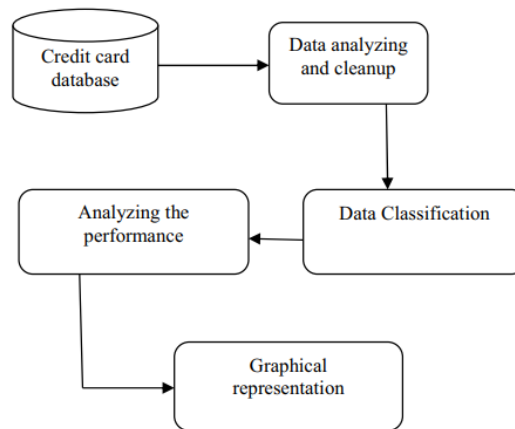 Credit card
database
Data analyzing
and cleanup
Data Classification
Analyzing the
performance
Graphical
representation